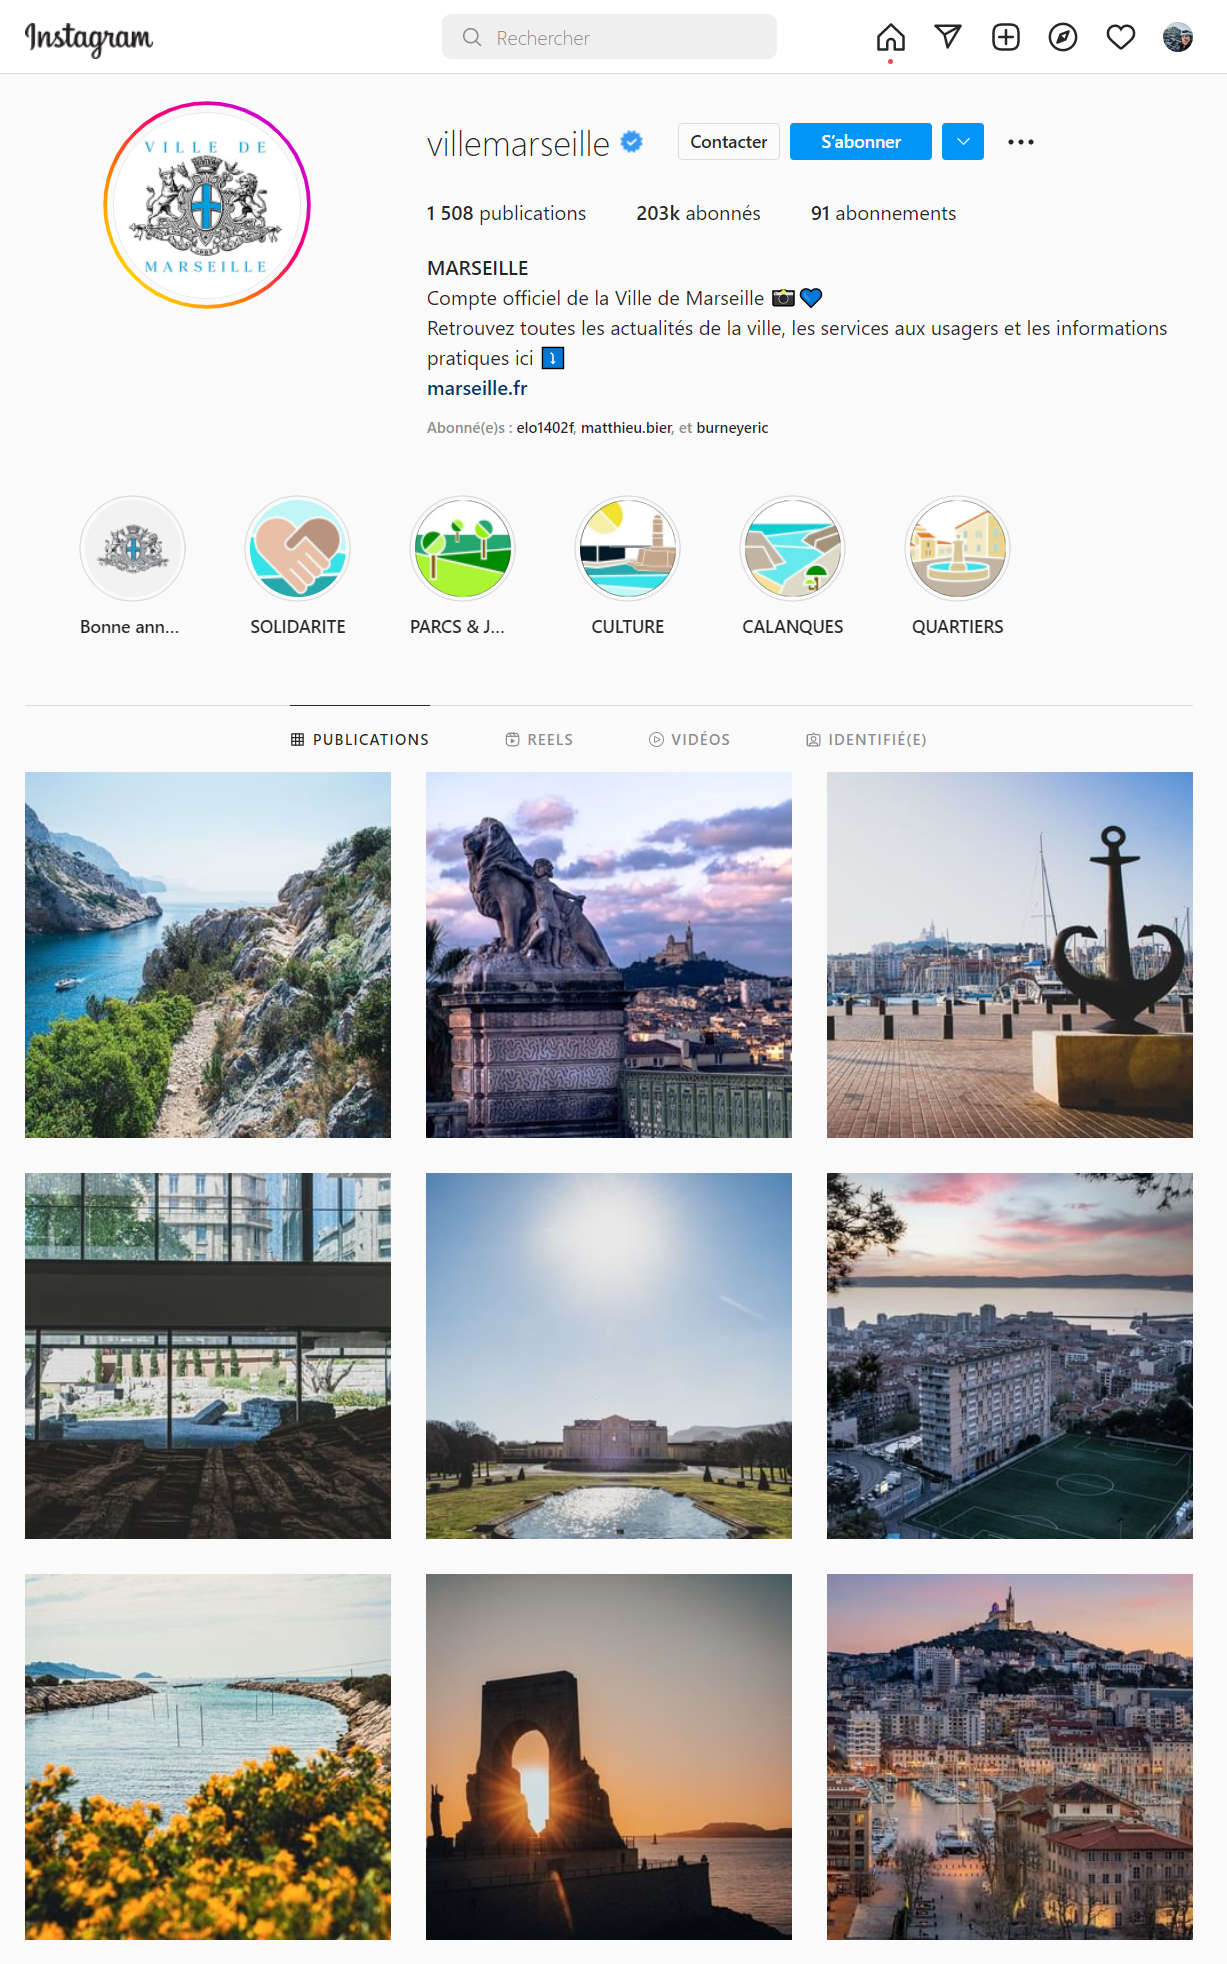 Instagram
Rechercher
VILLE DE
MARSEILLE
villemarseille
Contacter
S'abonner
1 508 publications
203k abonnés
91 abonnements
MARSEILLE
Compte officiel de la Ville de Marseille 📷💙
Retrouvez toutes les actualités de la ville, les services aux usagers et les informations
pratiques ici ⤵️
marseille.fr
Abonné(e)s : elo1402f, matthieu.bier, et burneyeric
Bonne ann...
SOLIDARITE
PARCS & J...
CULTURE
CALANQUES
QUARTIERS
PUBLICATIONS
REELS
VIDÉOS
IDENTIFIÉ(E)